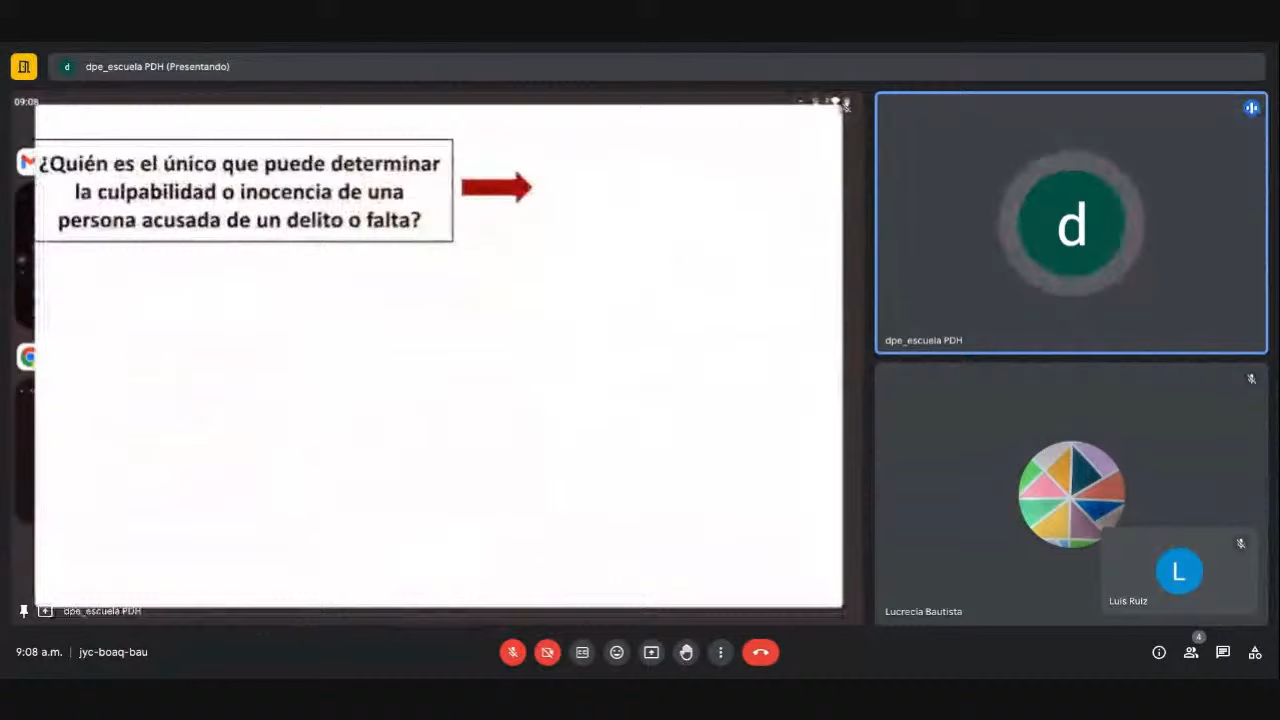 d dpe_escuela PDH (Presentando)
09:08
¿Quién es el único que puede determinar
la culpabilidad o inocencia de una
persona acusada de un delito o falta?
d
dpe_escuela PDH
Lucrecia Bautista
L
Luis Ruiz
dpe_escuela PDH
9:08 a.m. | jyc-boaq-bau
4